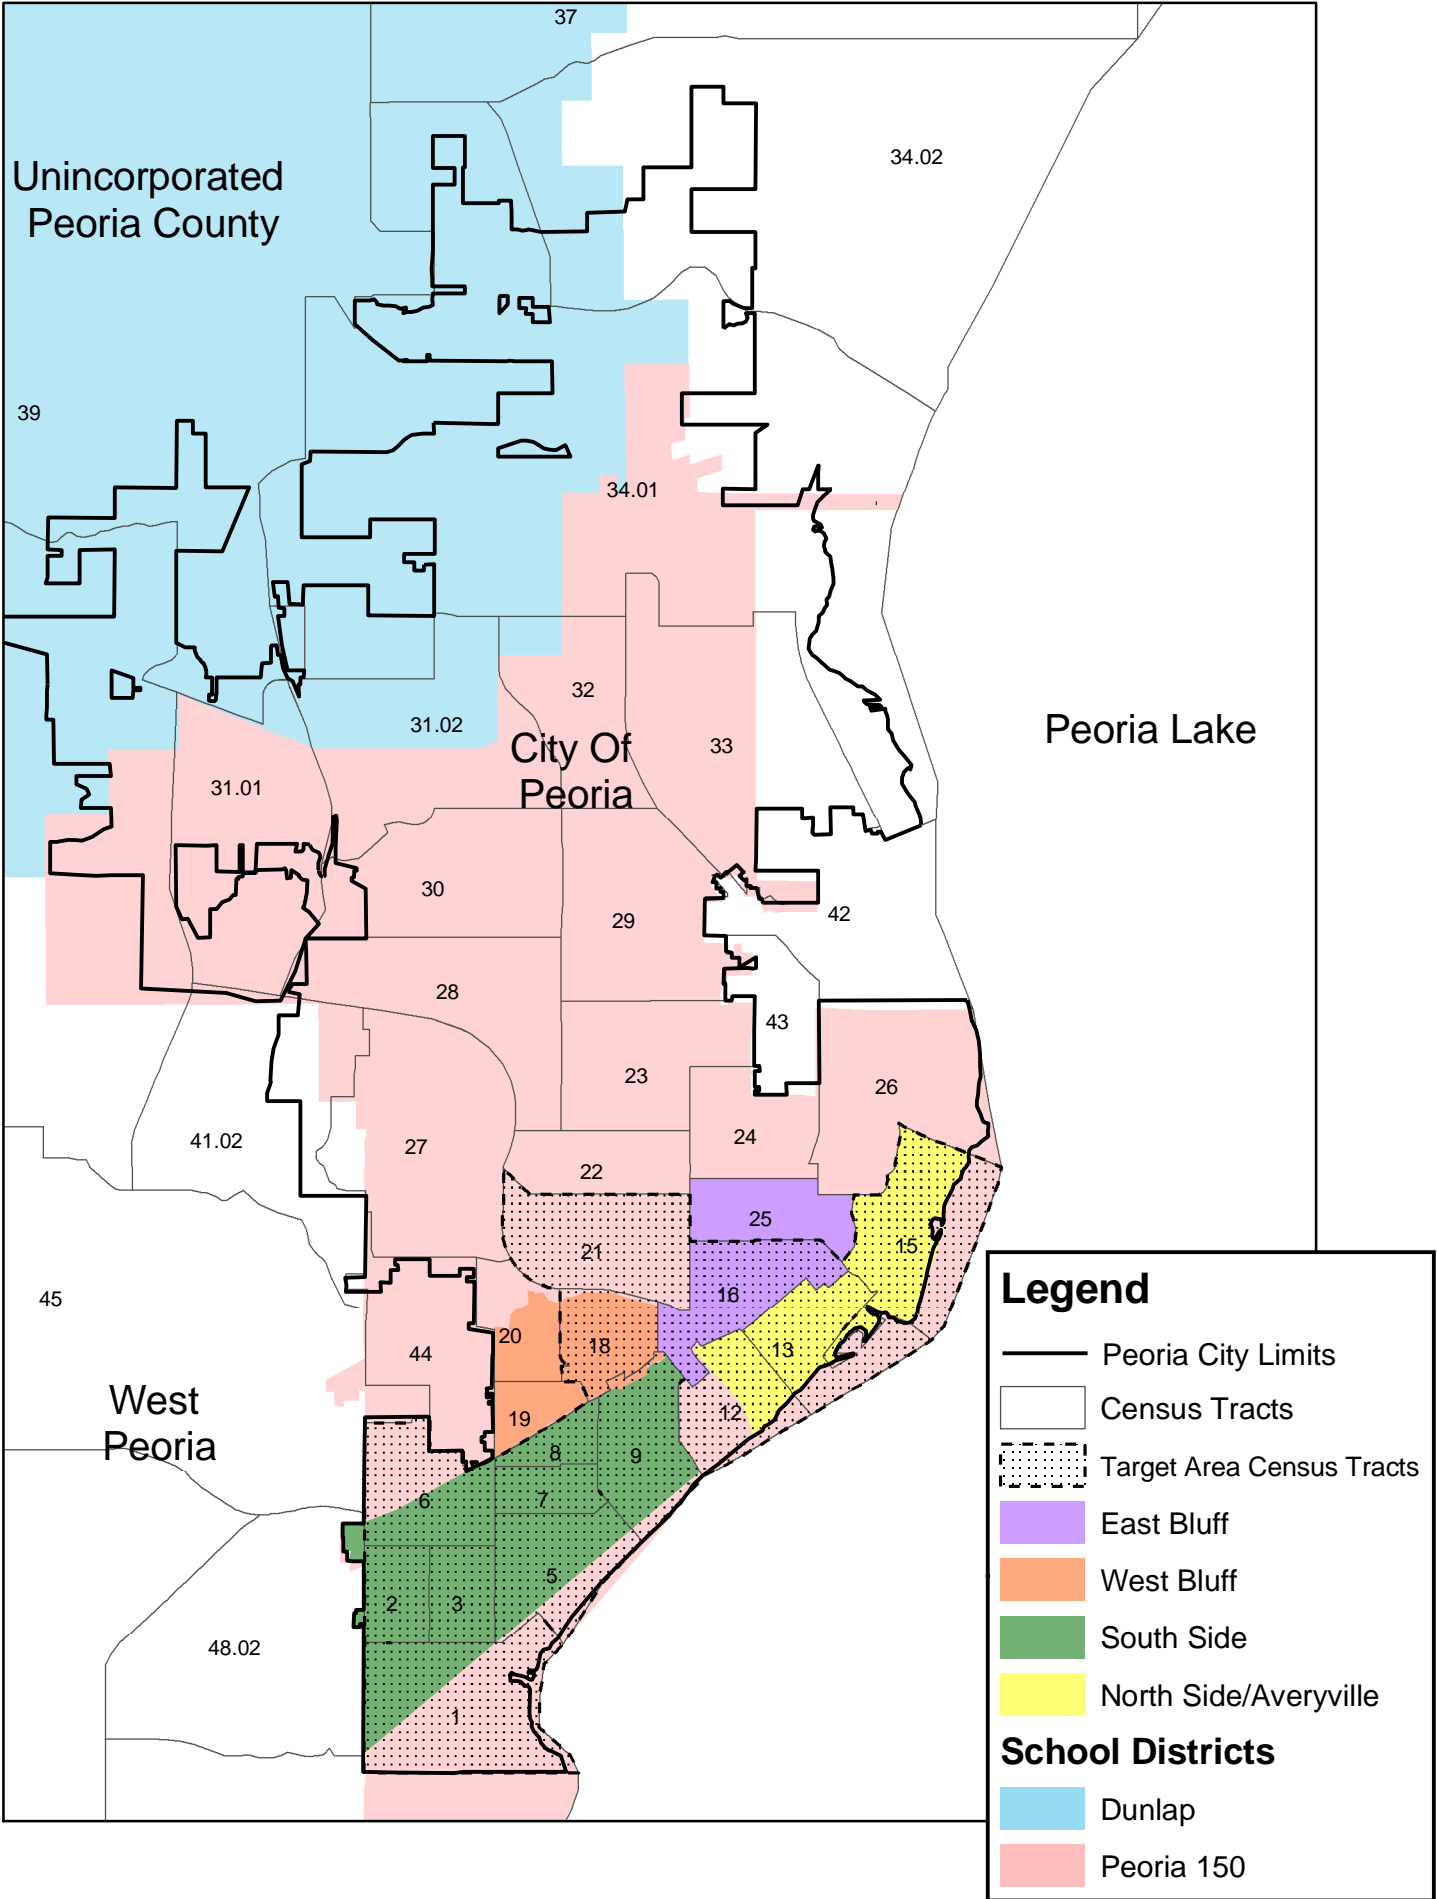 37
34.02
Unincorporated
Peoria County
39
34.01
32
31.02
33
City Of
Peoria
Peoria Lake
31.01
30
29
42
28
43
23
26
27
24
41.02
22
25
21
15
45
16
20
18
13
44
19
12
West
Peoria
8
9
6
7
5
2
3
48.02
1
Legend
Peoria City Limits
Census Tracts
Target Area Census Tracts
East Bluff
West Bluff
South Side
North Side/Averyville
School Districts
Dunlap
Peoria 150